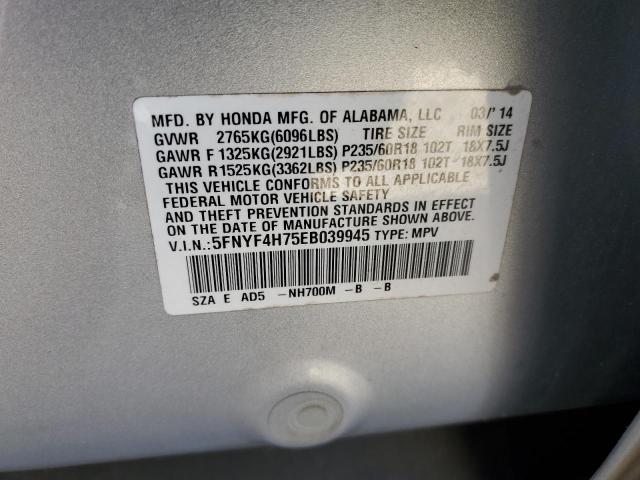 MFD. BY HONDA MFG. OF ALABAMA, LLC 03/'14
GVWR 2765KG(6096LBS) TIRE SIZE RIM SIZE
GAWR F 1325KG(2921LBS) P235/60R18 102T 18X7.5J
GAWR R 1525KG(3362LBS) P235/60R18 102T 18X7.5J
THIS VEHICLE CONFORMS TO ALL APPLICABLE
FEDERAL MOTOR VEHICLE SAFETY
AND THEFT PREVENTION STANDARDS IN EFFECT
ON THE DATE OF MANUFACTURE SHOWN ABOVE.
V.I.N.:5FNYF4H75EB039945 TYPE: MPV
SZA E AD5 -NH700M -B -B